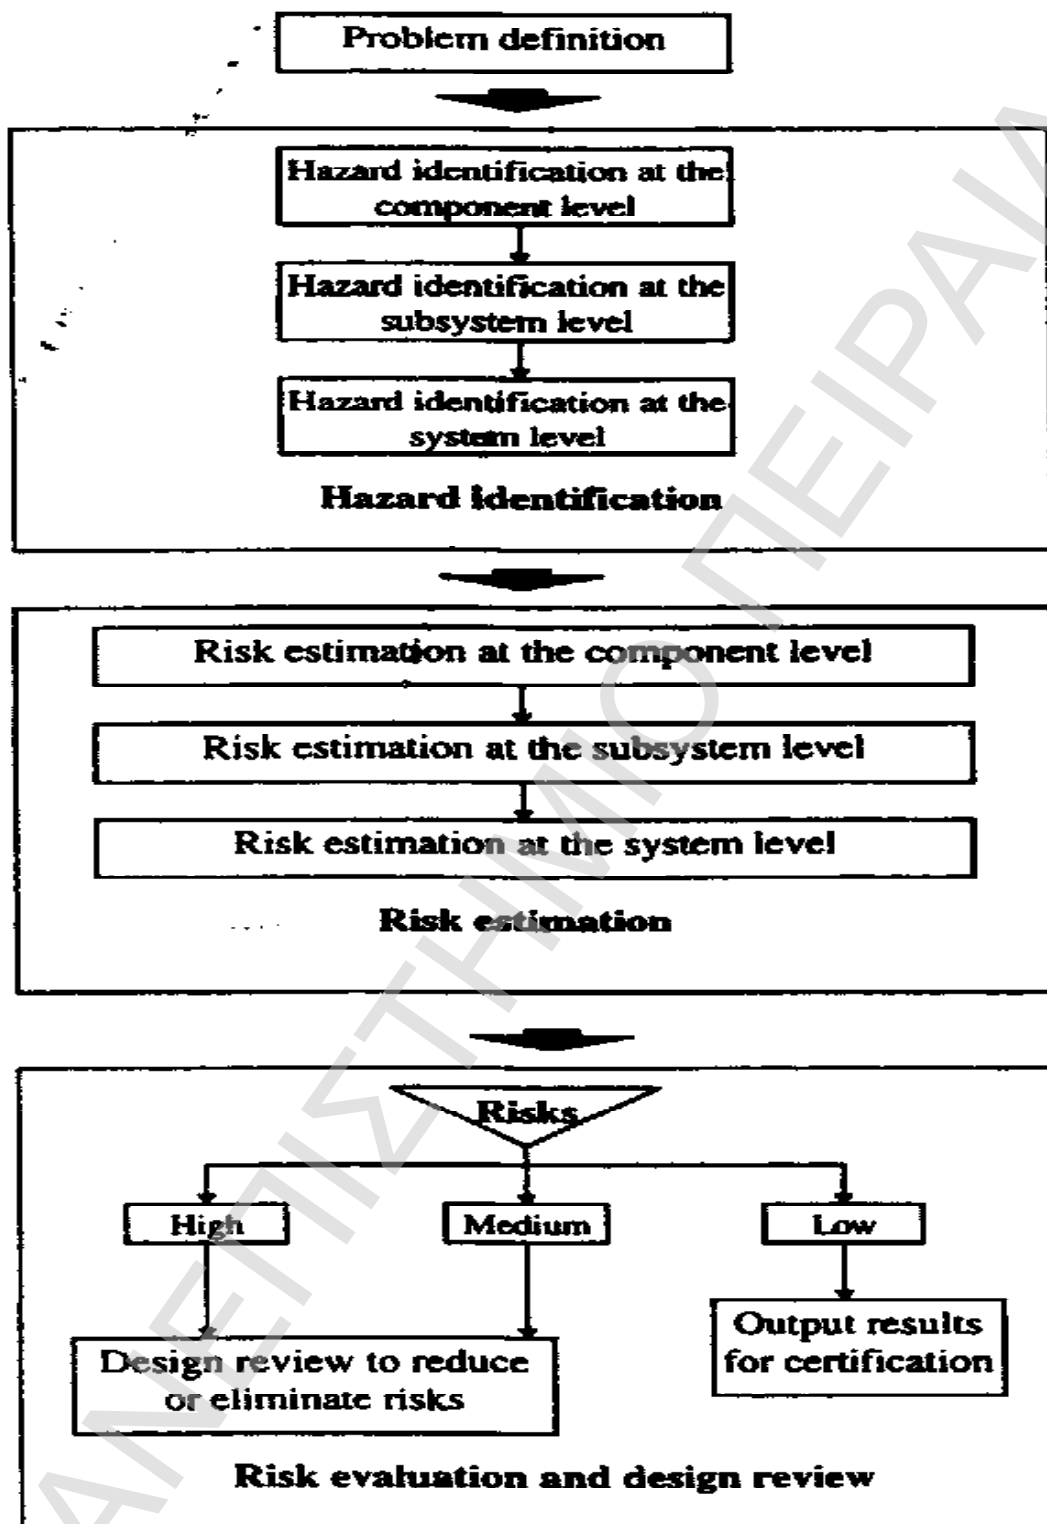 Problem definition
Hazard identification at the
component level
Hazard identification at the
subsystem level
Hazard identification at the
system level
Hazard identification
Risk estimation at the component level
Risk estimation at the subsystem level
Risk estimation at the system level
Risk estimation
Risks
High
Medium
Low
Design review to reduce
or eliminate risks
Output results
for certification
Risk evaluation and design review
ΑΝΕΠΙΣΤΗΜΙΟ ΠΕΙΡΑΙΑ